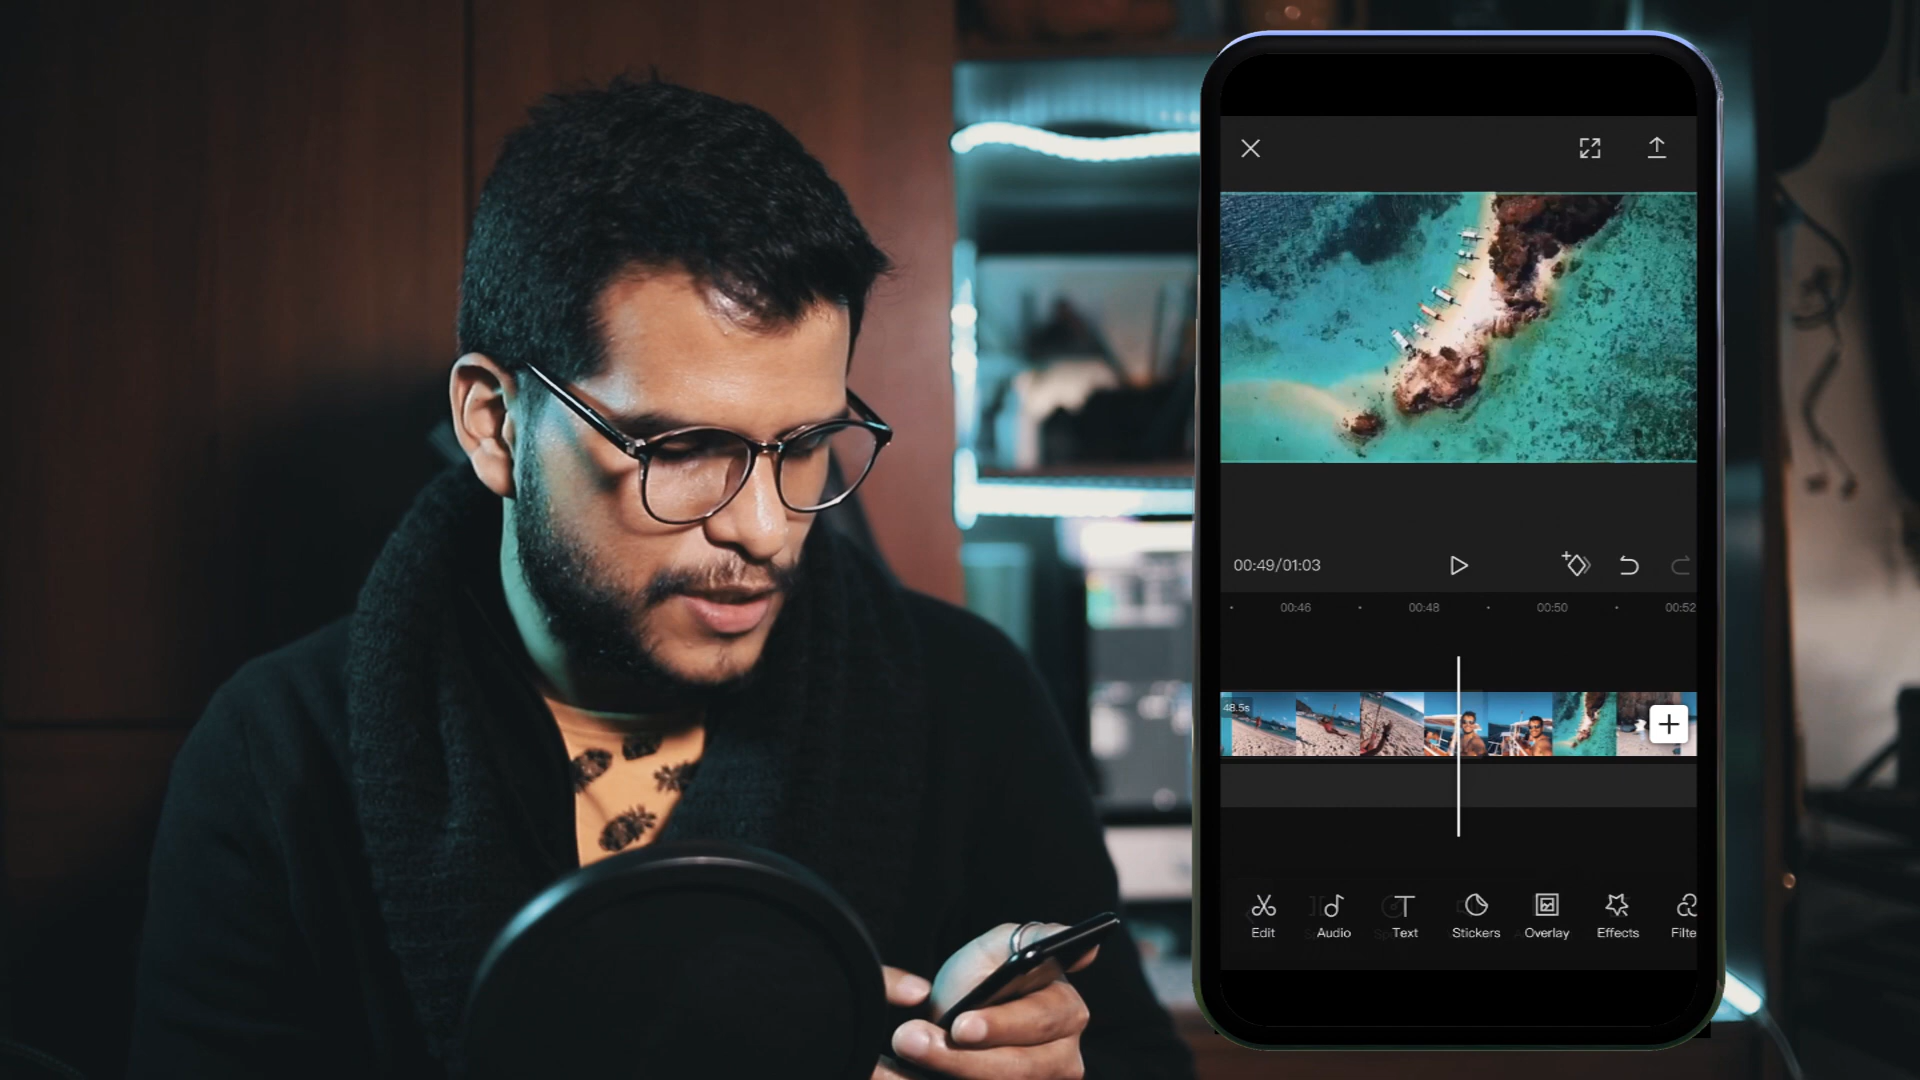 00:49/01:03
00:46 00:48 00:50 00:52
48.5s
Edit Audio Text Stickers Overlay Effects Filte